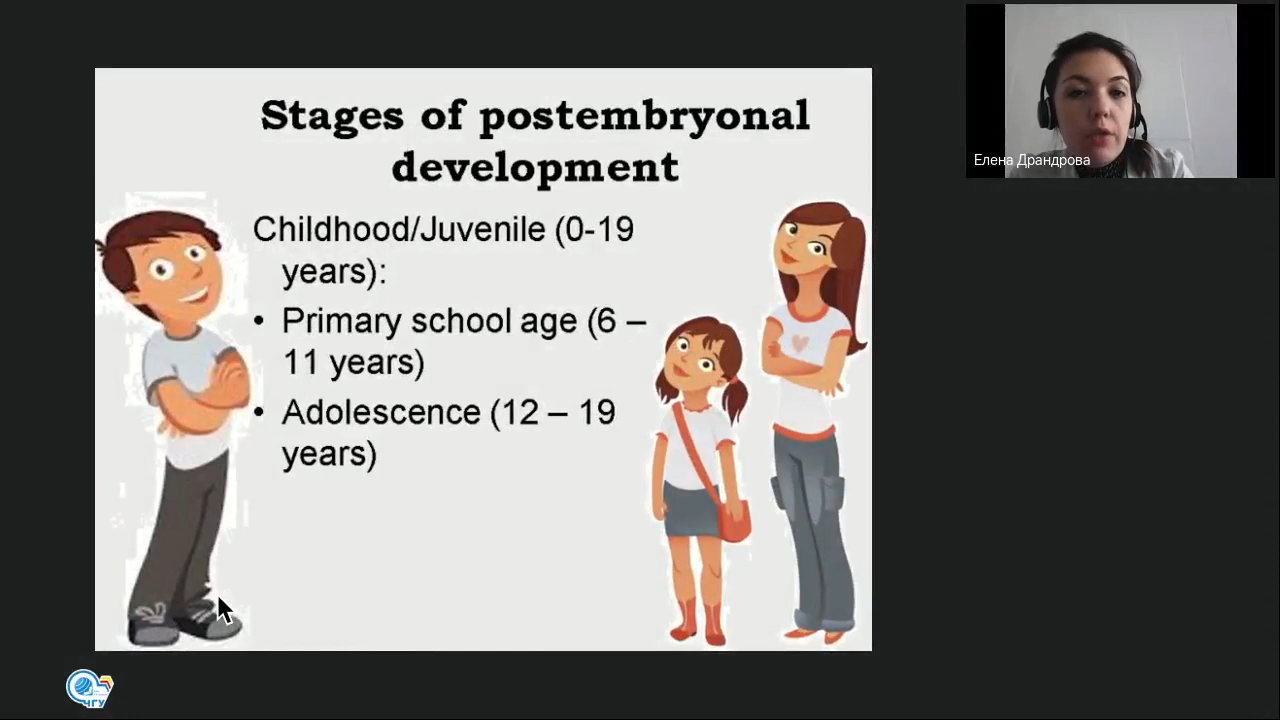 Stages of postembryonal
development
Childhood/Juvenile (0-19
years):
• Primary school age (6 –
11 years)
• Adolescence (12 – 19
years)
Елена Драндрова
ЧГУ